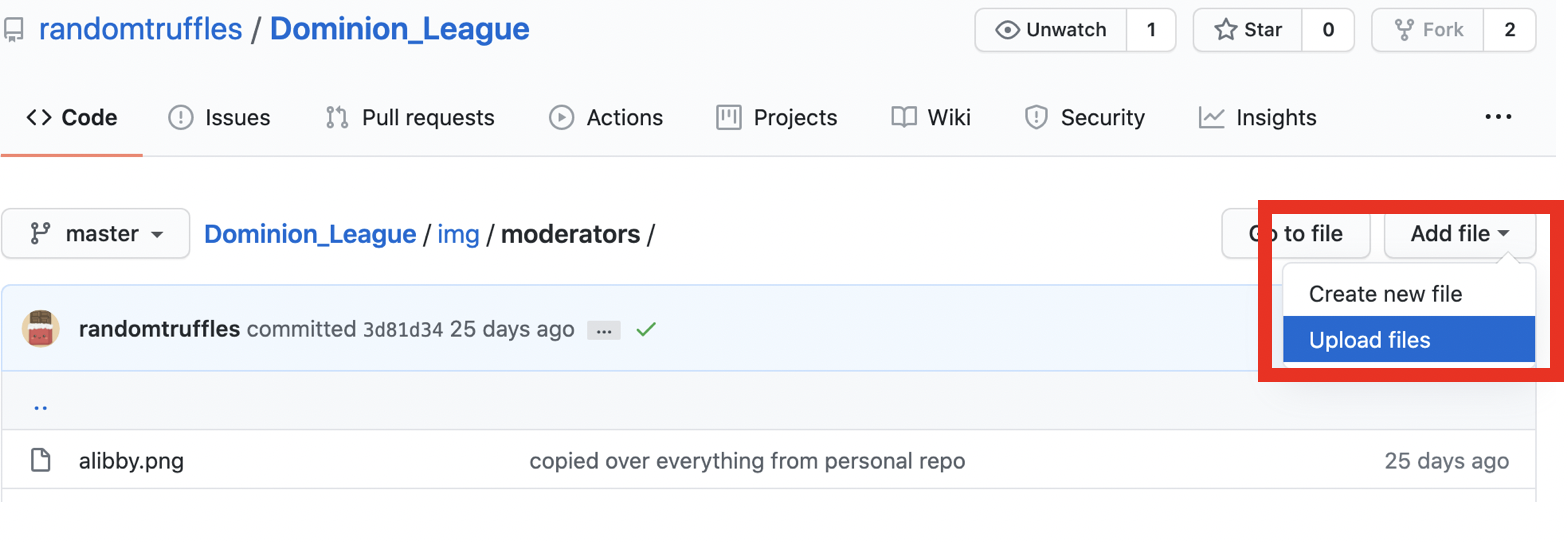 randomtruffles / Dominion_League Unwatch 1 Star 0 Fork 2
<> Code Issues Pull requests Actions Projects Wiki Security Insights ...
master Dominion_League / img / moderators / Go to file Add file
Create new file
randomtruffles committed 3d81d34 25 days ago ...
Upload files
..
alibby.png copied over everything from personal repo 25 days ago